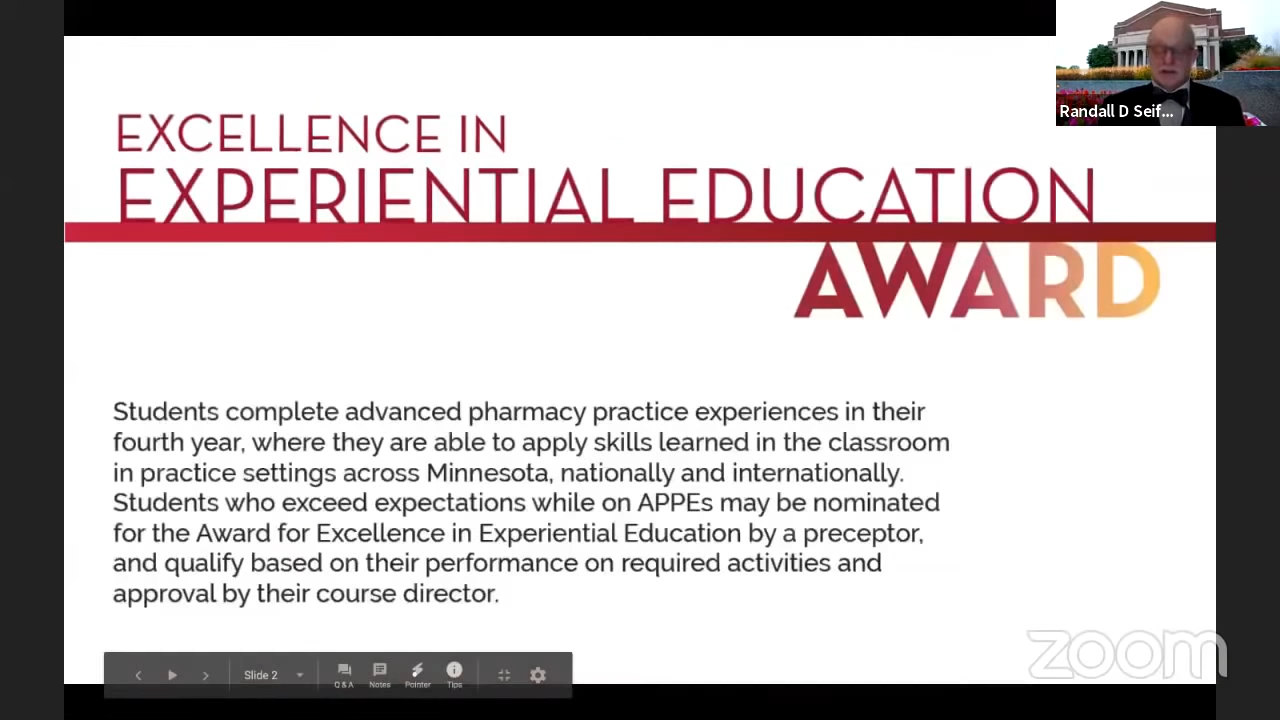 Randall D Seif...
EXCELLENCE IN
EXPERIENTIAL EDUCATION
AWARD
Students complete advanced pharmacy practice experiences in their
fourth year, where they are able to apply skills learned in the classroom
in practice settings across Minnesota, nationally and internationally.
Students who exceed expectations while on APPEs may be nominated
for the Award for Excellence in Experiential Education by a preceptor,
and qualify based on their performance on required activities and
approval by their course director.
zoom
Slide 2
Q & A Notes Pointer Tips